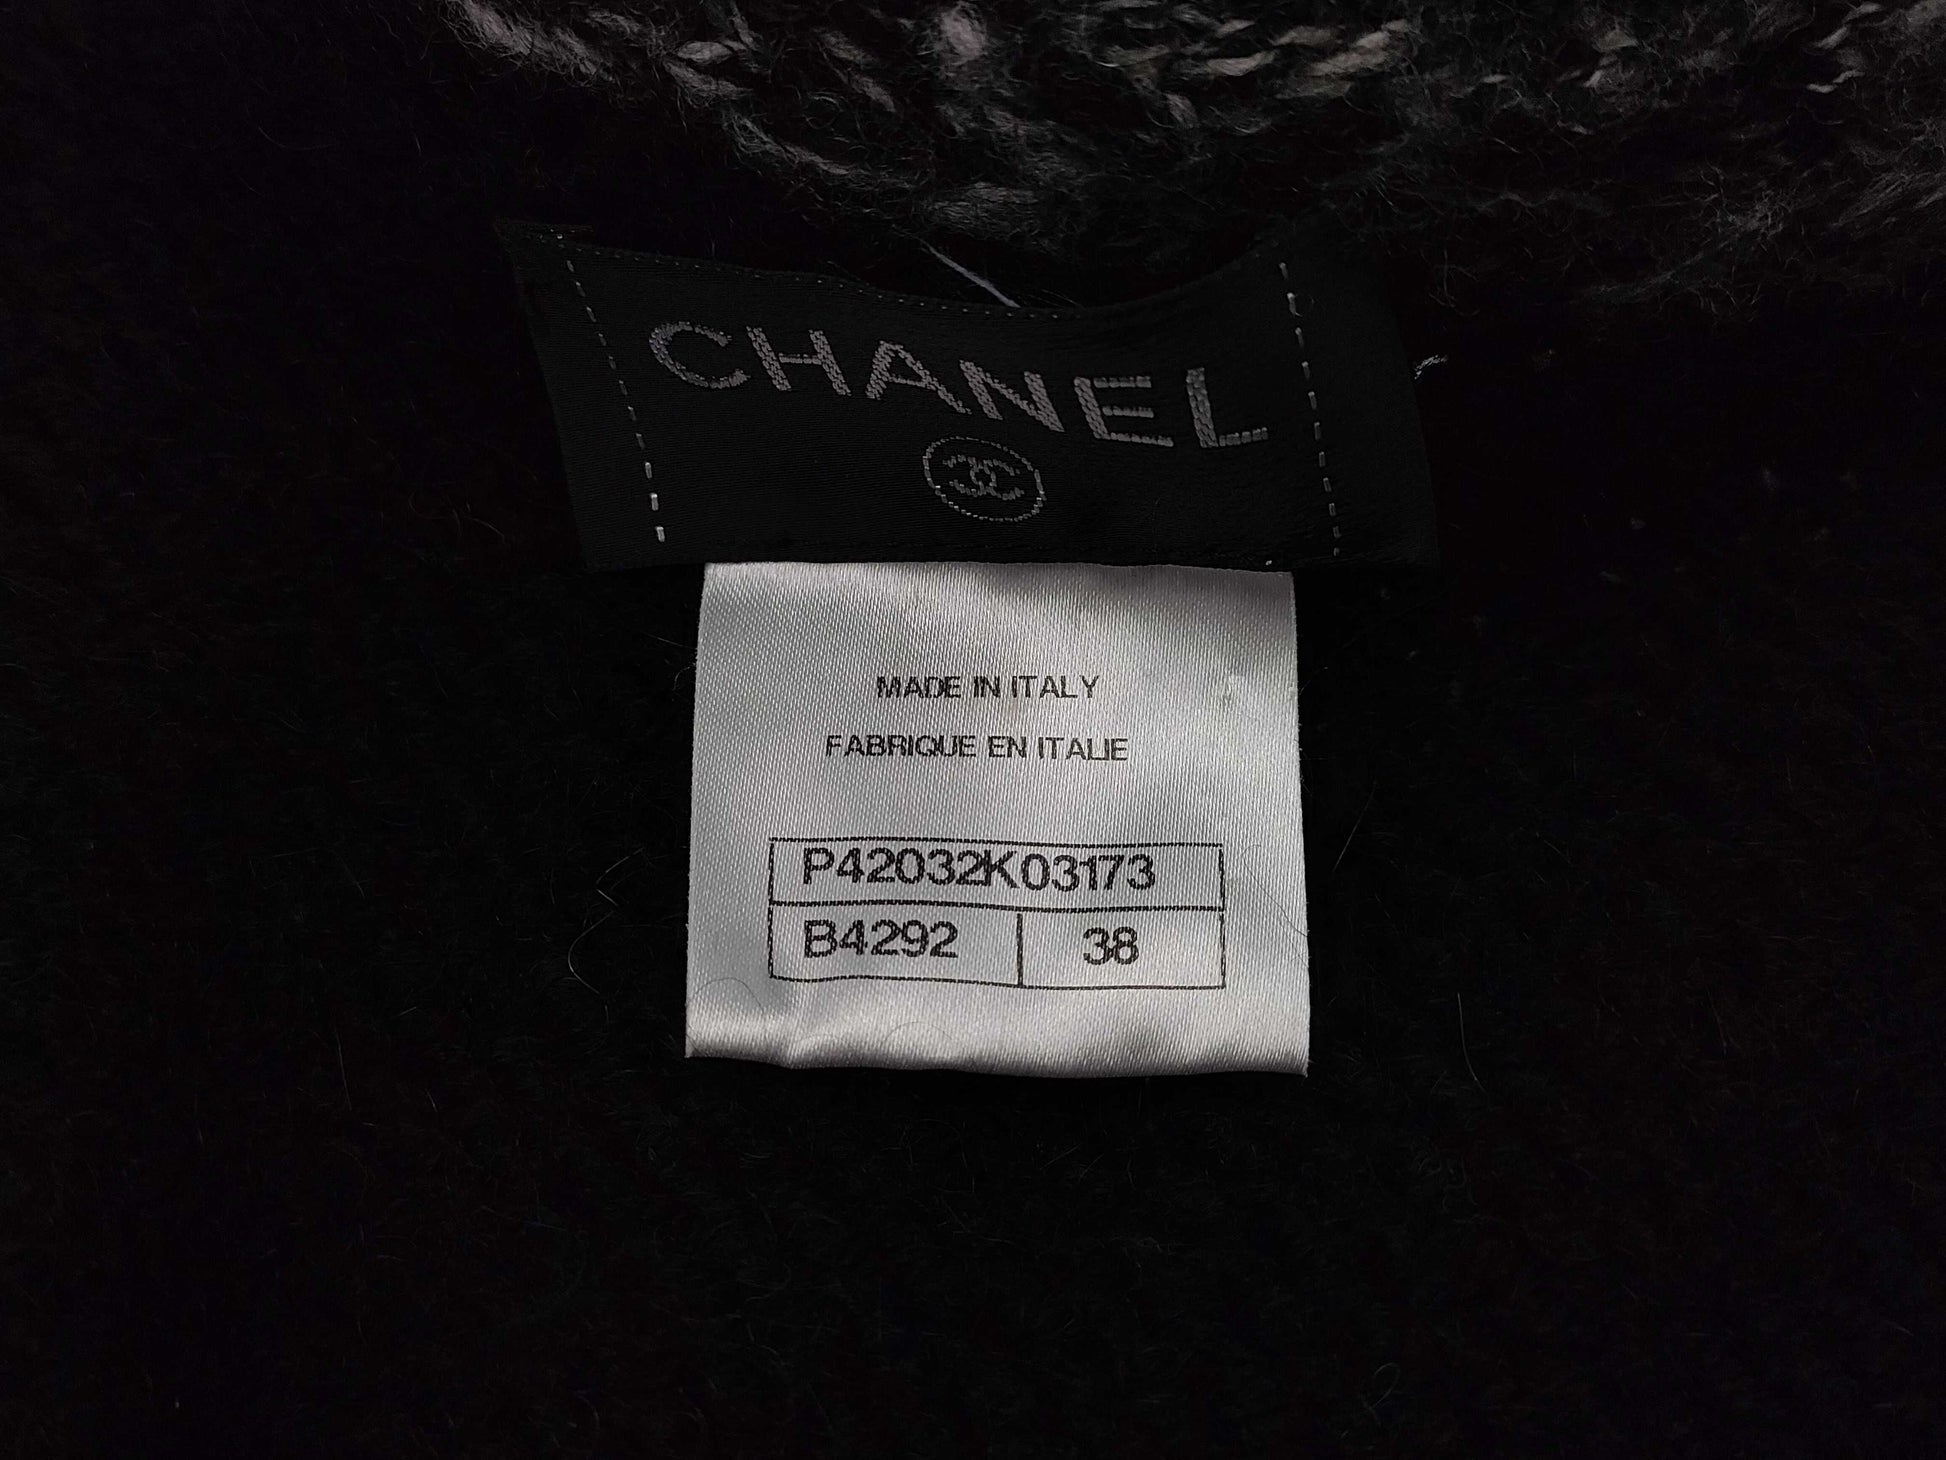 CHANEL
MADE IN ITALY
FABRIQUE EN ITALIE
P42032K03173
B4292 38